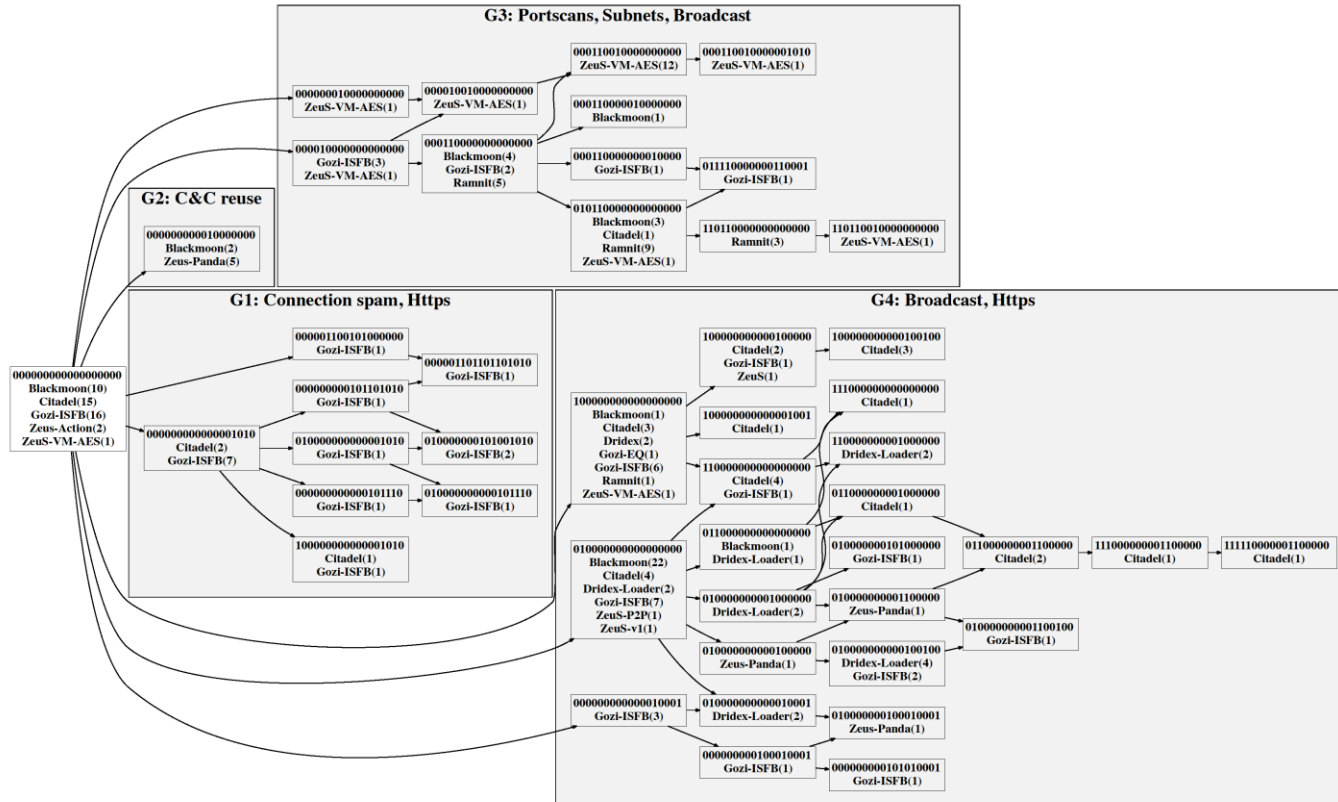 G3: Portscans, Subnets, Broadcast
000110010000000000
ZeuS-VM-AES(12)
000110010000001010
ZeuS-VM-AES(1)
000000010000000000
ZeuS-VM-AES(1)
000010010000000000
ZeuS-VM-AES(1)
000110000010000000
Blackmoon(1)
000010000000000000
Gozi-ISFB(3)
ZeuS-VM-AES(1)
000110000000000000
Blackmoon(4)
Gozi-ISFB(2)
Ramnit(5)
000110000000010000
Gozi-ISFB(1)
011110000000110001
Gozi-ISFB(1)
010110000000000000
Blackmoon(3)
Citadel(1)
Ramnit(9)
ZeuS-VM-AES(1)
110110000000000000
Ramnit(3)
110110010000000000
ZeuS-VM-AES(1)
G2: C&C reuse
000000000010000000
Blackmoon(2)
Zeus-Panda(5)
000000000000000000
Blackmoon(10)
Citadel(15)
Gozi-ISFB(16)
Zeus-Action(2)
ZeuS-VM-AES(1)
G1: Connection spam, Https
000001100101000000
Gozi-ISFB(1)
000001101101101010
Gozi-ISFB(1)
000000000101101010
Gozi-ISFB(1)
000000000000001010
Citadel(2)
Gozi-ISFB(7)
010000000000001010
Gozi-ISFB(1)
010000000101001010
Gozi-ISFB(2)
000000000000101110
Gozi-ISFB(1)
010000000000101110
Gozi-ISFB(1)
100000000000001010
Citadel(1)
Gozi-ISFB(1)
G4: Broadcast, Https
100000000000100000
Citadel(2)
Gozi-ISFB(1)
ZeuS(1)
100000000000100100
Citadel(3)
100000000000000000
Blackmoon(1)
Citadel(3)
Dridex(2)
Gozi-EQ(1)
Gozi-ISFB(6)
Ramnit(1)
ZeuS-VM-AES(1)
111000000000000000
Citadel(1)
100000000000001001
Citadel(1)
110000000001000000
Dridex-Loader(2)
110000000000000000
Citadel(4)
Gozi-ISFB(1)
011000000001000000
Citadel(1)
010000000000000000
Blackmoon(22)
Citadel(4)
Dridex-Loader(2)
Gozi-ISFB(7)
ZeuS-P2P(1)
ZeuS-v1(1)
011000000000000000
Blackmoon(1)
Dridex-Loader(1)
010000000101000000
Gozi-ISFB(1)
011000000001100000
Citadel(2)
111000000001100000
Citadel(1)
111110000001100000
Citadel(1)
010000000001000000
Dridex-Loader(2)
010000000001100000
Zeus-Panda(1)
010000000001100100
Gozi-ISFB(1)
010000000000100000
Zeus-Panda(1)
010000000000100100
Dridex-Loader(4)
Gozi-ISFB(2)
000000000000010001
Gozi-ISFB(3)
010000000000010001
Dridex-Loader(2)
010000000100010001
Zeus-Panda(1)
000000000100010001
Gozi-ISFB(1)
000000000101010001
Gozi-ISFB(1)